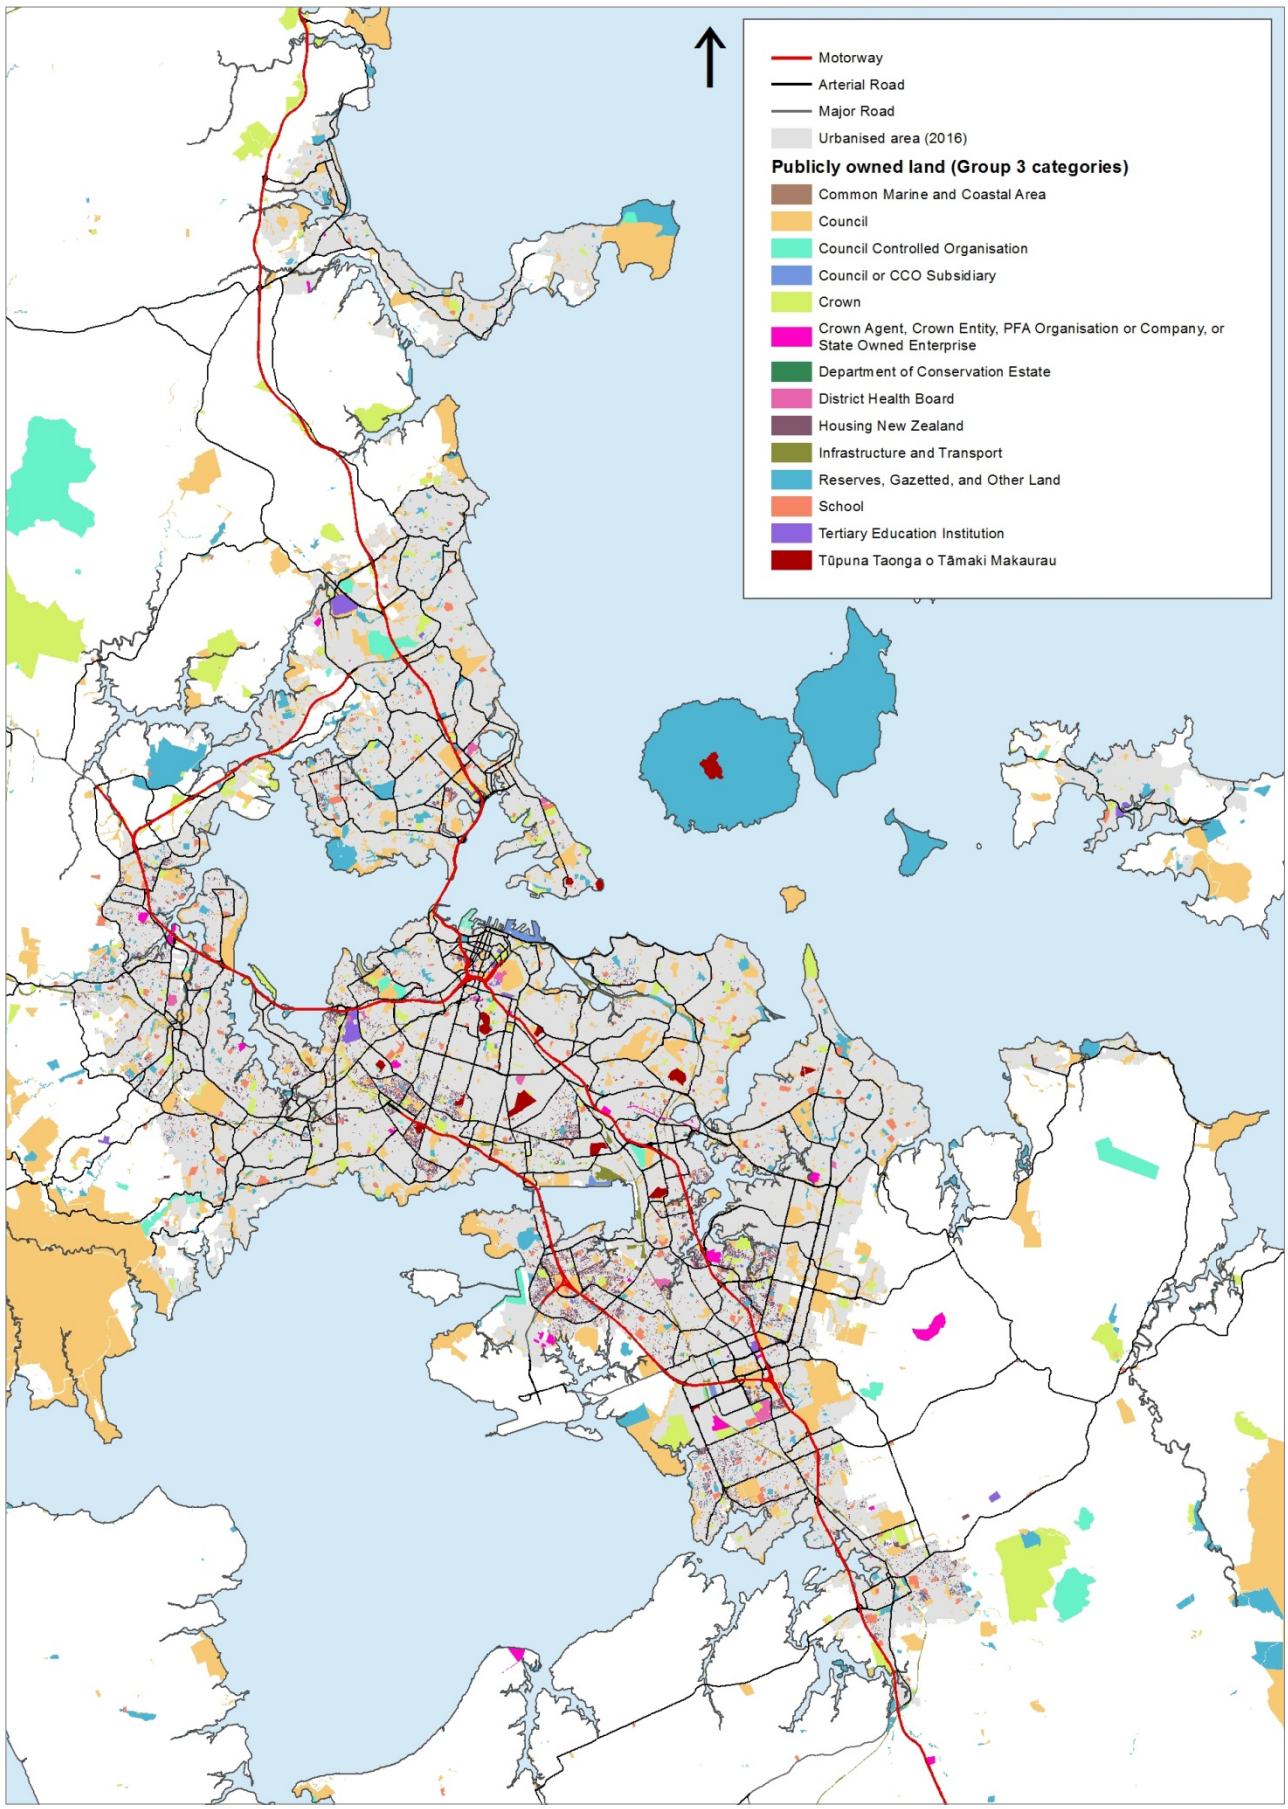 Motorway
Arterial Road
Major Road
Urbanised area (2016)
Publicly owned land (Group 3 categories)
Common Marine and Coastal Area
Council
Council Controlled Organisation
Council or CCO Subsidiary
Crown
Crown Agent, Crown Entity, PFA Organisation or Company, or
State Owned Enterprise
Department of Conservation Estate
District Health Board
Housing New Zealand
Infrastructure and Transport
Reserves, Gazetted, and Other Land
School
Tertiary Education Institution
Tūpuna Taonga o Tāmaki Makaurau